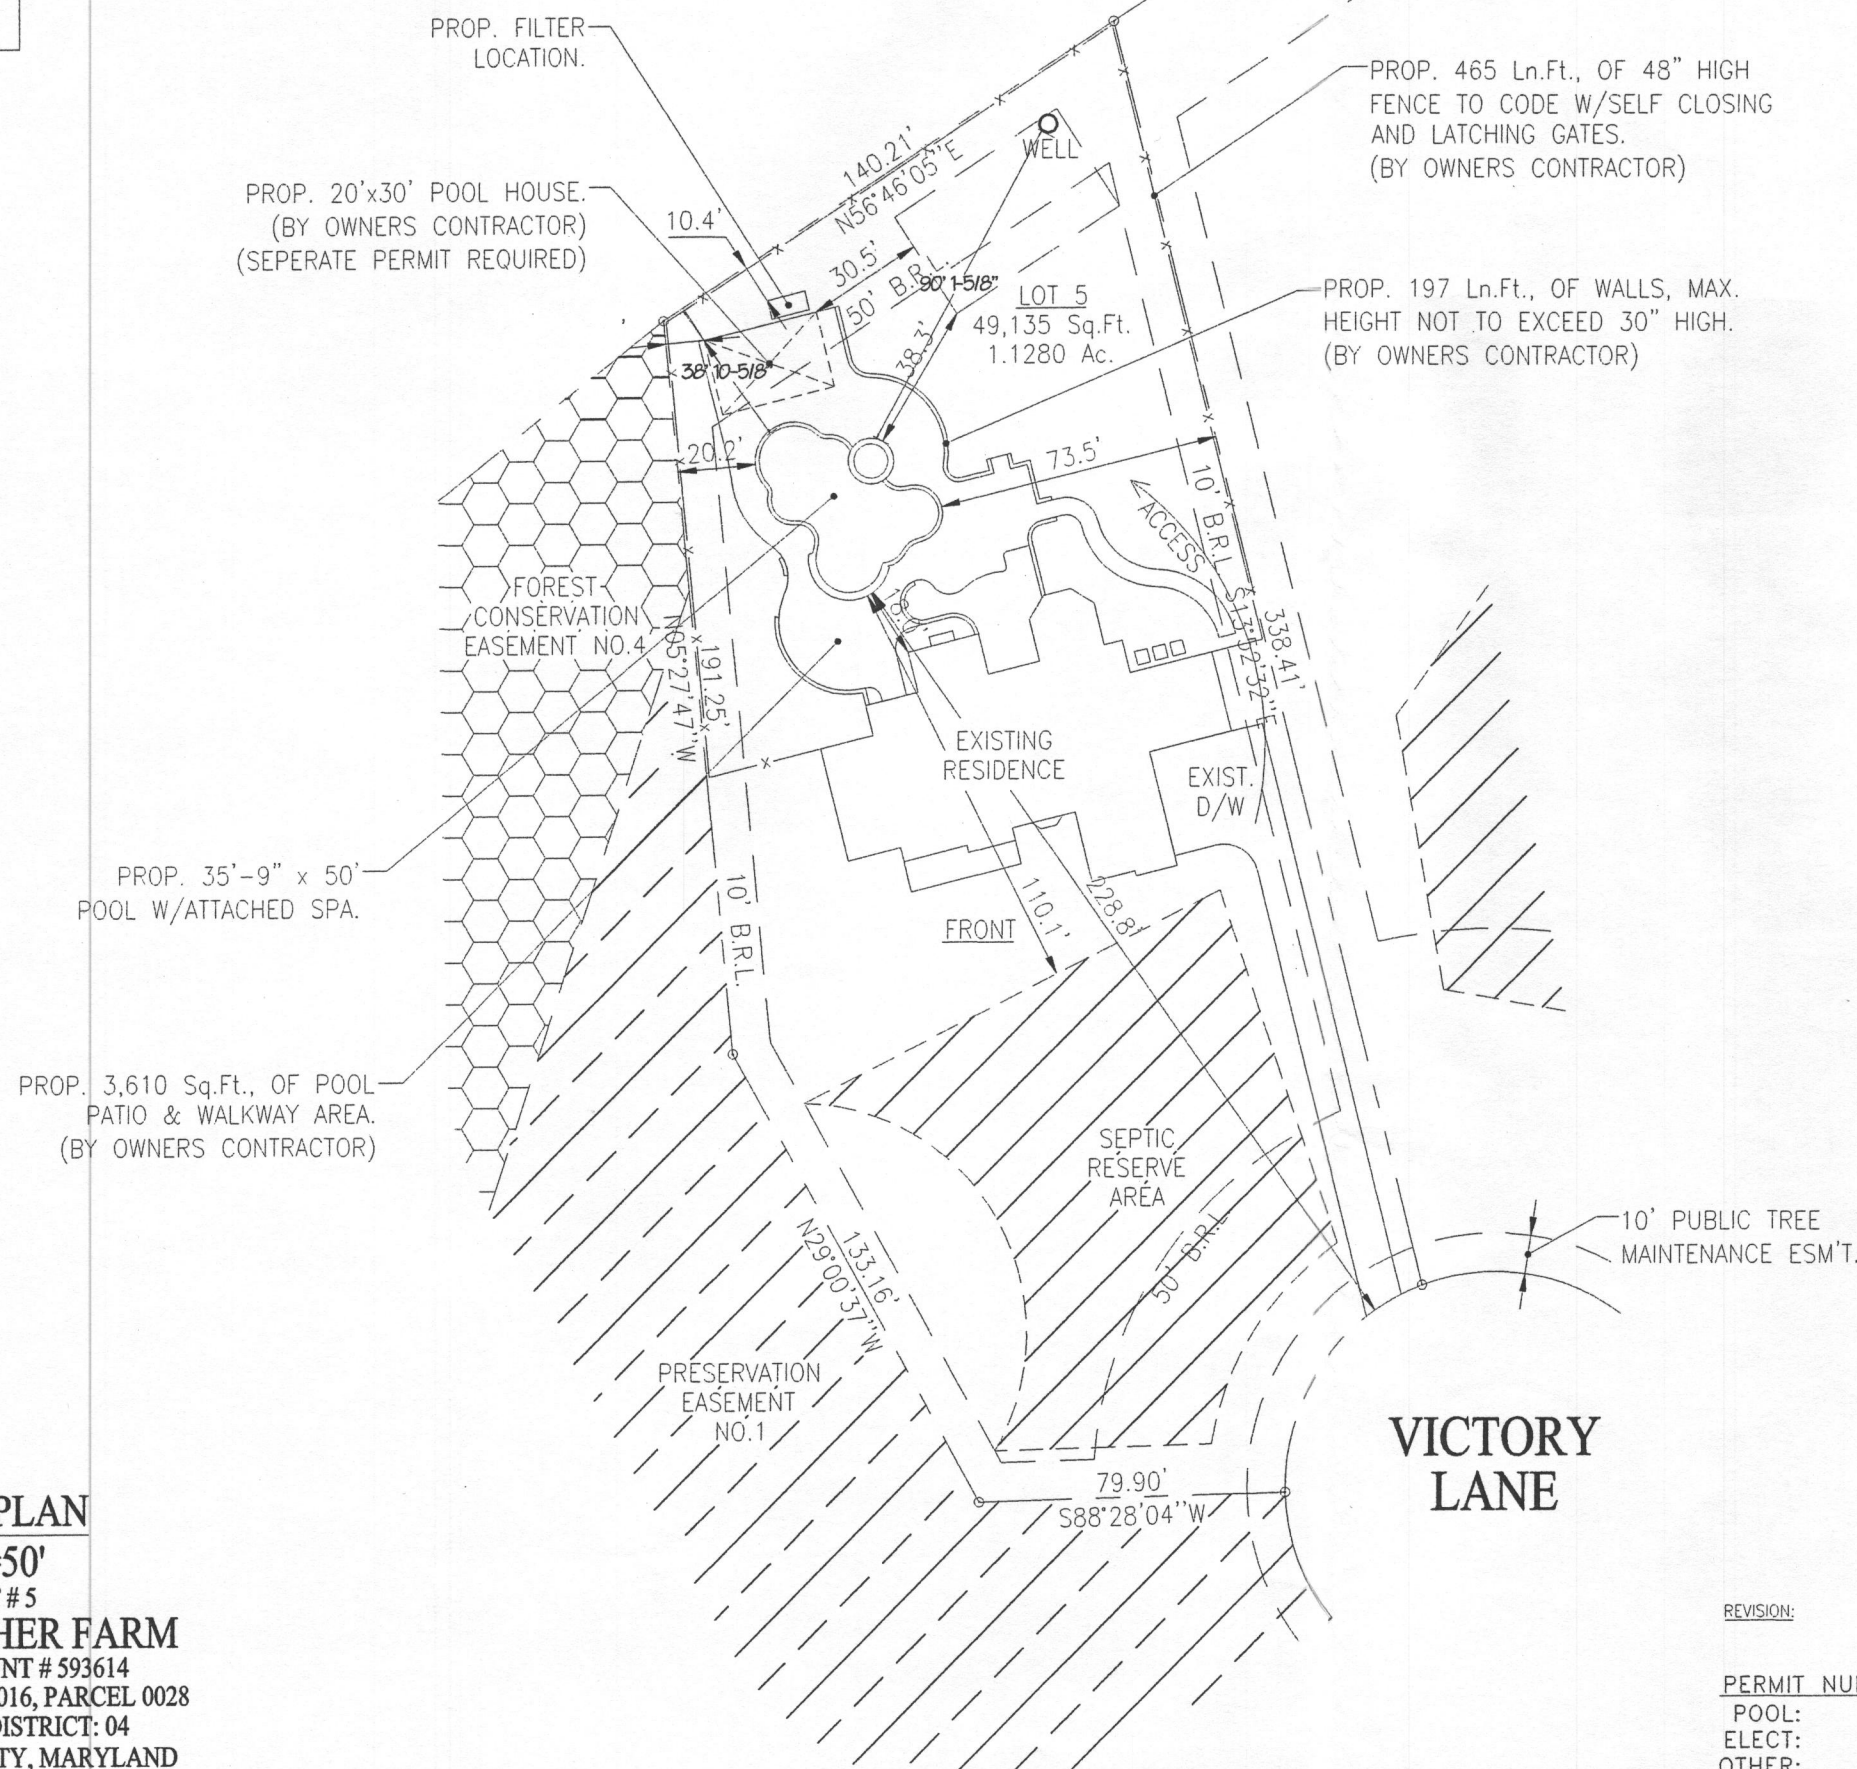 PROP. FILTER
LOCATION.
PROP. 465 Ln.Ft., OF 48" HIGH
FENCE TO CODE W/SELF CLOSING
AND LATCHING GATES.
(BY OWNERS CONTRACTOR)
PROP. 20'x30' POOL HOUSE.
(BY OWNERS CONTRACTOR)
(SEPERATE PERMIT REQUIRED)
140.21'
N56°46'05"E
WELL
10.4'
30.5'
50' B.R.L.
90' 1-5/8"
LOT 5
49,135 Sq.Ft.
1.1280 Ac.
PROP. 197 Ln.Ft., OF WALLS, MAX.
HEIGHT NOT TO EXCEED 30" HIGH.
(BY OWNERS CONTRACTOR)
38' 10-5/8"
38.3'
20.2'
73.5'
10' B.R.L.
ACCESS
FOREST
CONSERVATION
EASEMENT NO.4
N05°27'47"W
191.25'
S13°52'32"E
338.41'
EXISTING
RESIDENCE
EXIST.
D/W
PROP. 35'-9" x 50'
POOL W/ATTACHED SPA.
10' B.R.L.
FRONT
110.1'
228.8'
PROP. 3,610 Sq.Ft., OF POOL
PATIO & WALKWAY AREA.
(BY OWNERS CONTRACTOR)
SEPTIC
RESERVE
AREA
50' B.R.L.
10' PUBLIC TREE
MAINTENANCE ESM'T.
133.16'
N29°00'37"W
PRESERVATION
EASEMENT
NO.1
79.90'
S88°28'04"W
VICTORY
LANE
PLAN
50'
#5
HER FARM
NT # 593614
016, PARCEL 0028
DISTRICT: 04
TY, MARYLAND
REVISION:
PERMIT NU
POOL:
ELECT:
OTHER: